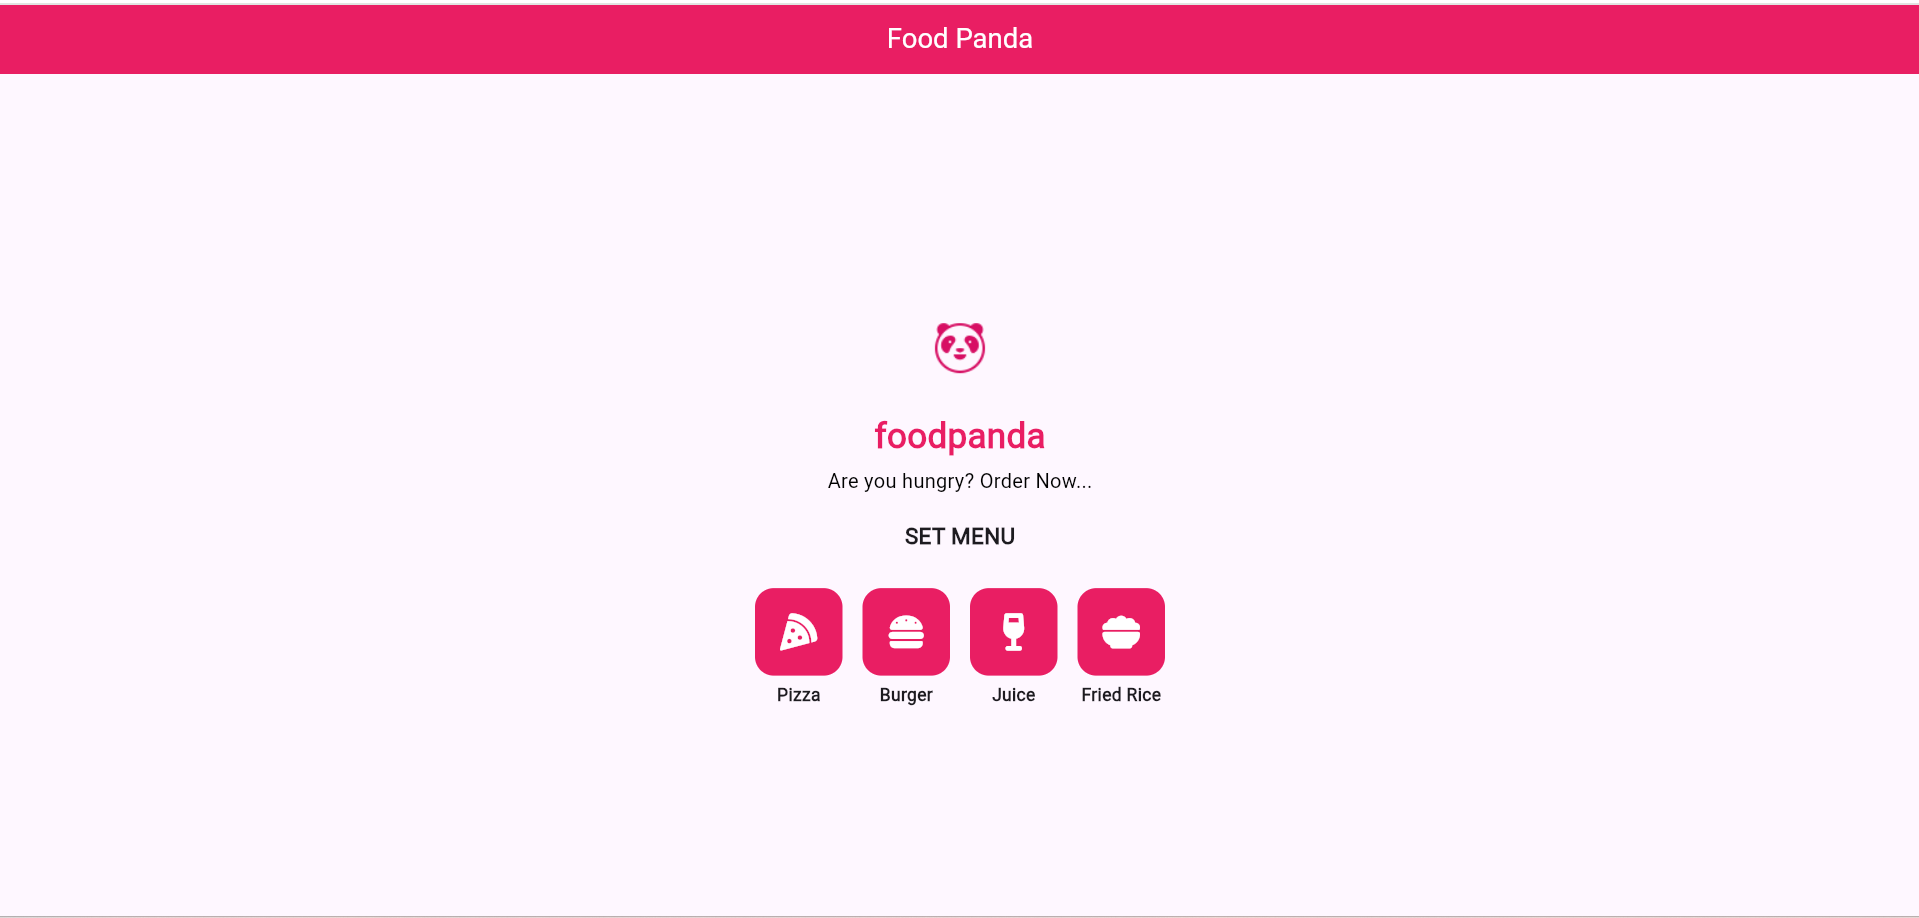 Food Panda
foodpanda
Are you hungry? Order Now...
SET MENU
Pizza Burger Juice Fried Rice